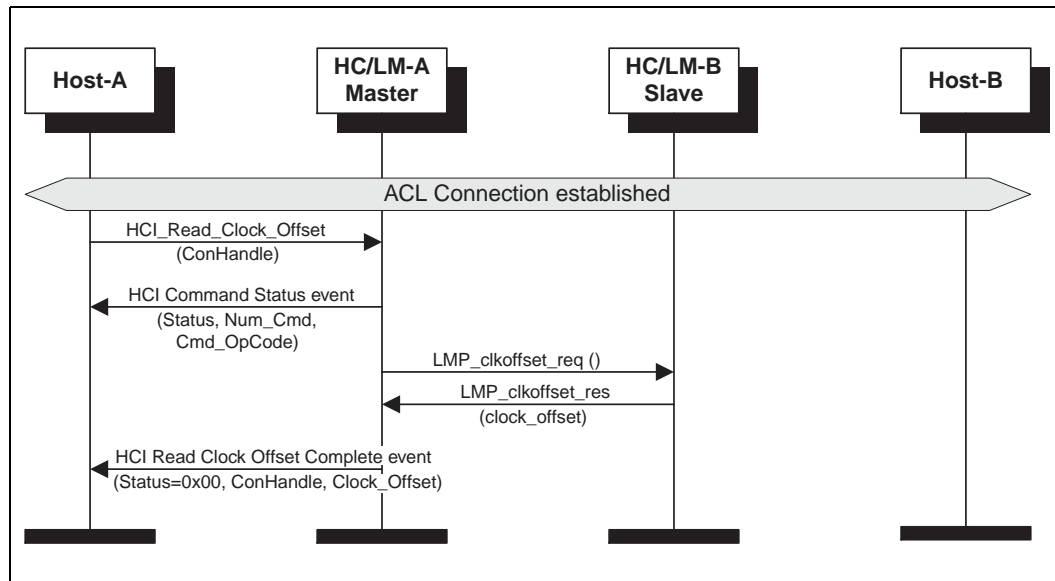 Host-A
HC/LM-A
Master
HC/LM-B
Slave
Host-B
ACL Connection established
HCI_Read_Clock_Offset
(ConHandle)
HCI Command Status event
(Status, Num_Cmd,
Cmd_OpCode)
LMP_clkoffset_req ()
LMP_clkoffset_res
(clock_offset)
HCI Read Clock Offset Complete event
(Status=0x00, ConHandle, Clock_Offset)